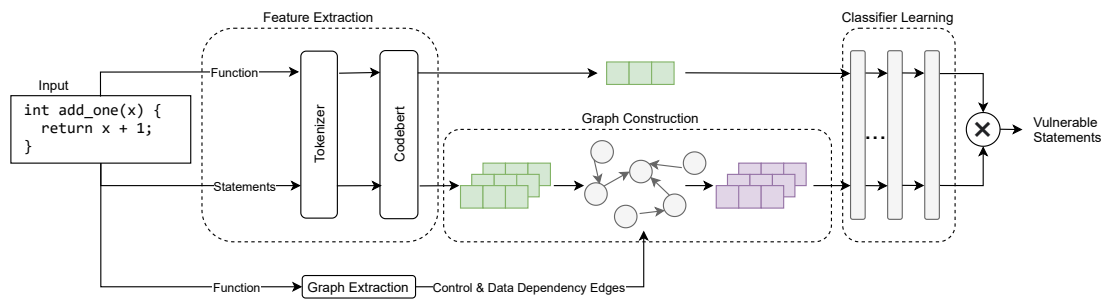 Feature Extraction
Classifier Learning
Input
int add_one(x) {
return x + 1;
}
Function
Statements
Tokenizer
Codebert
Graph Construction
...
×
Vulnerable
Statements
Function
Graph Extraction
Control & Data Dependency Edges